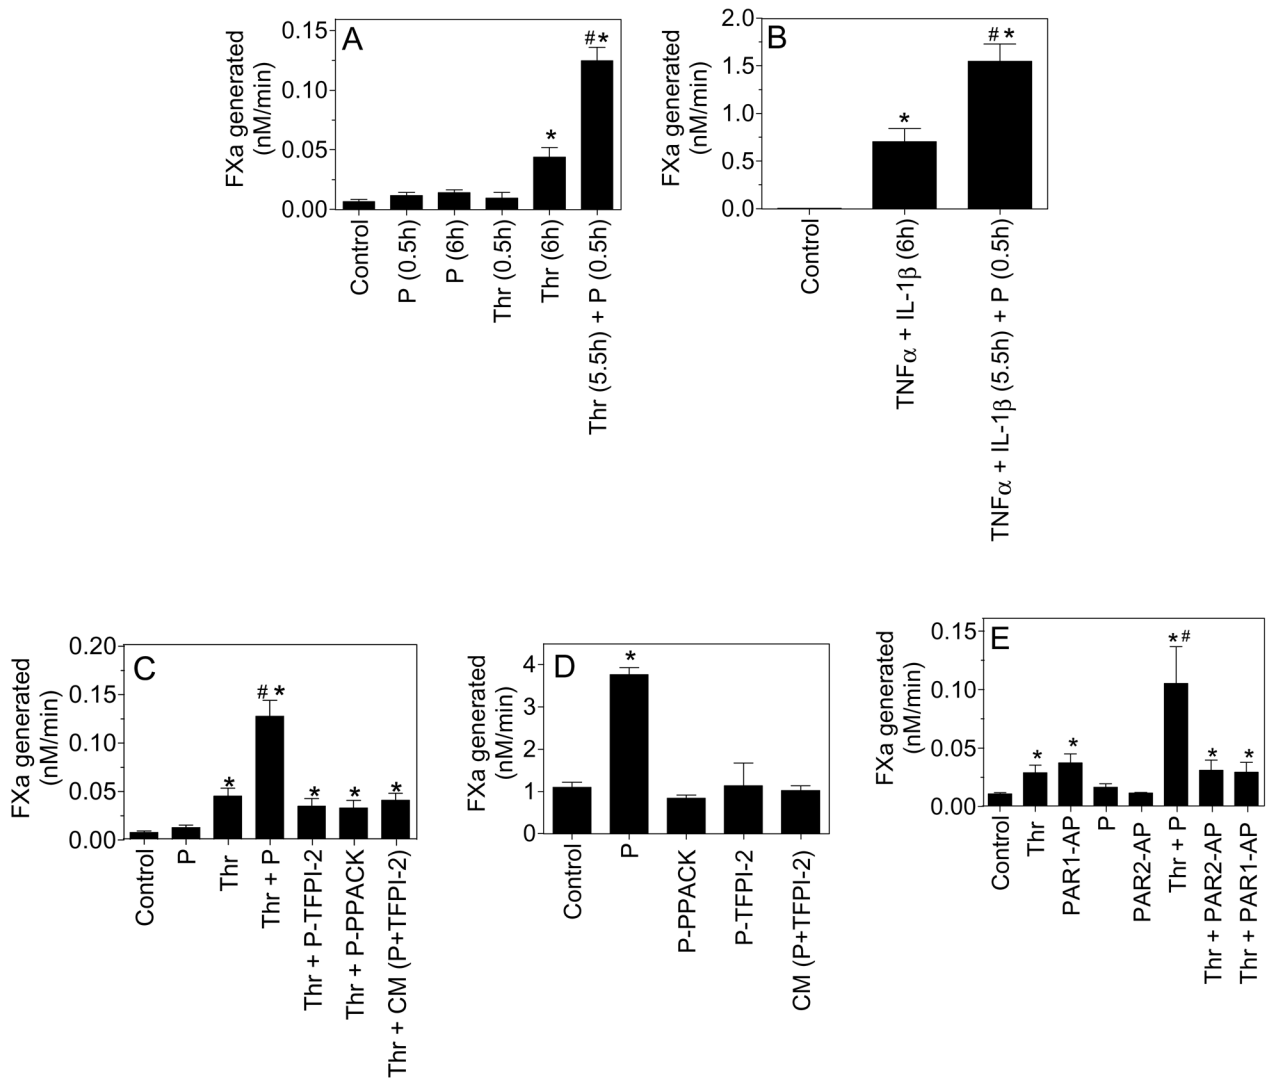 A
FXa generated
(nM/min)
0.15
0.10
0.05
0.00
*
#*
Control
P (0.5h)
P (6h)
Thr (0.5h)
Thr (6h)
Thr (5.5h) + P (0.5h)
B
FXa generated
(nM/min)
2.0
1.5
1.0
0.5
0.0
*
# *
Control
TNFα + IL-1β (6h)
TNFα + IL-1β (5.5h) + P (0.5h)
C
FXa generated
(nM/min)
0.20
0.15
0.10
0.05
0.00
*
# *
*
*
*
Control
P
Thr
Thr + P
Thr + P-TFPI-2
Thr + P-PPACK
Thr + CM (P+TFPI-2)
D
FXa generated
(nM/min)
4
3
2
1
0
*
Control
P
P-PPACK
P-TFPI-2
CM (P+TFPI-2)
E
FXa generated
(nM/min)
0.15
0.10
0.05
0.00
*
*
* #
*
*
Control
Thr
PAR1-AP
P
PAR2-AP
Thr + P
Thr + PAR2-AP
Thr + PAR1-AP